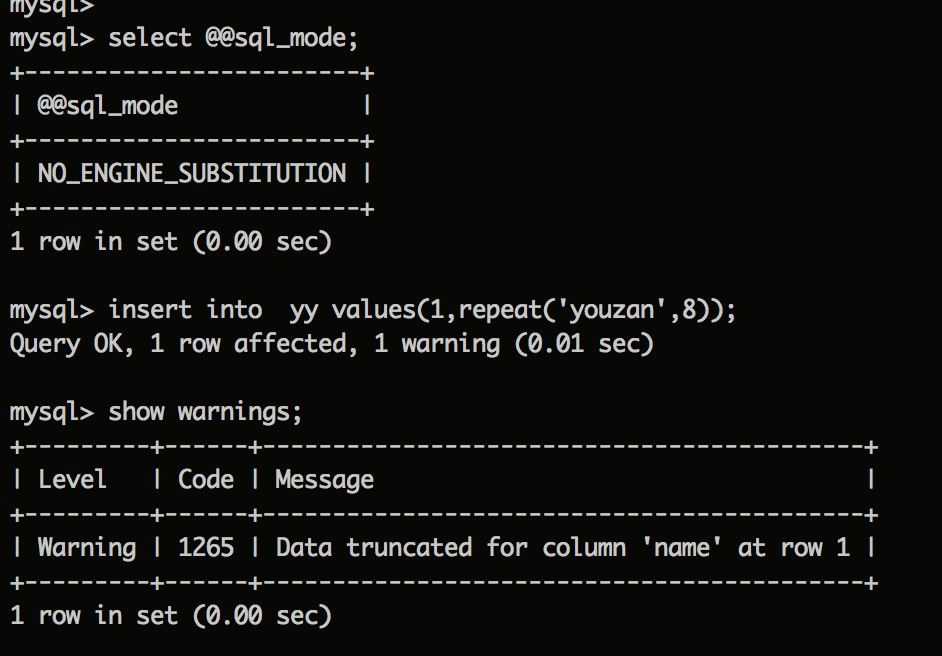 mysql>
mysql> select @@sql_mode;
+------------------------+
| @@sql_mode             |
+------------------------+
| NO_ENGINE_SUBSTITUTION |
+------------------------+
1 row in set (0.00 sec)
mysql> insert into  yy values(1,repeat('youzan',8));
Query OK, 1 row affected, 1 warning (0.01 sec)
mysql> show warnings;
+---------+------+-------------------------------------------+
| Level   | Code | Message                                   |
+---------+------+-------------------------------------------+
| Warning | 1265 | Data truncated for column 'name' at row 1 |
+---------+------+-------------------------------------------+
1 row in set (0.00 sec)